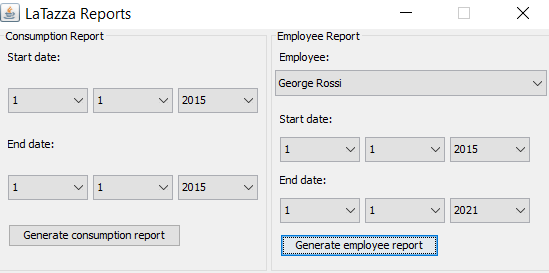 LaTazza Reports
Consumption Report
Start date:
1 1 2015
End date:
1 1 2015
Generate consumption report
Employee Report
Employee:
George Rossi
Start date:
1 1 2015
End date:
1 1 2021
Generate employee report